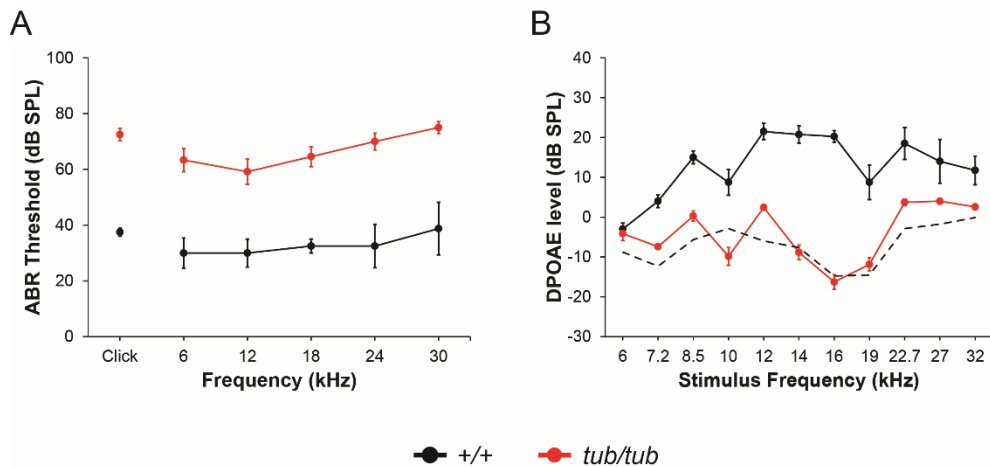 A
ABR Threshold (dB SPL)
100
80
60
40
20
0
Click 6 12 18 24 30
Frequency (kHz)
B
DPOAE level (dB SPL)
40
30
20
10
0
-10
-20
-30
6 7.2 8.5 10 12 14 16 19 22.7 27 32
Stimulus Frequency (kHz)
+/+ tub/tub